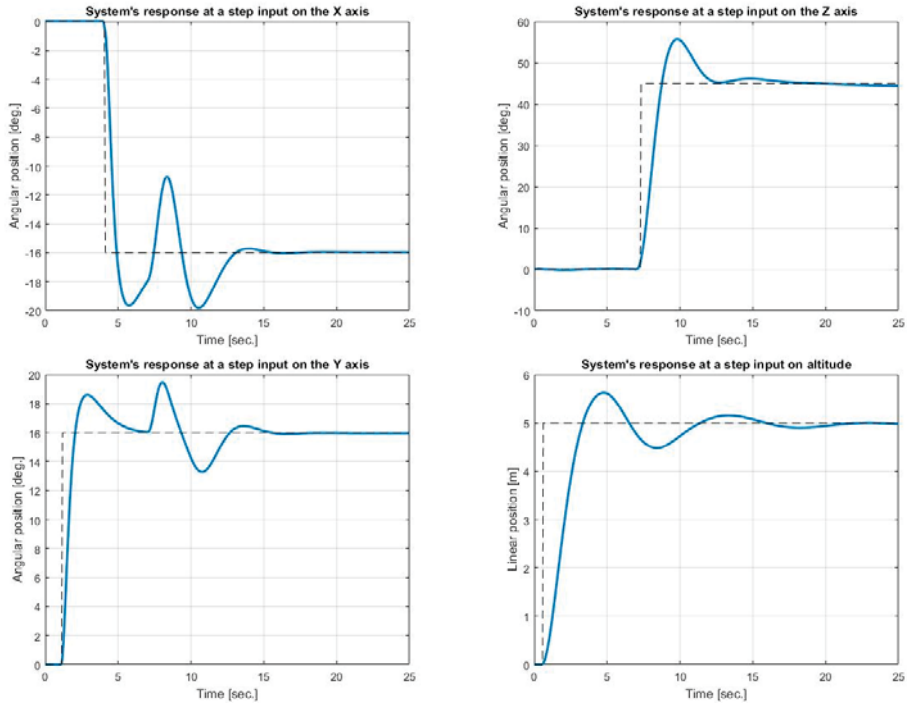 System's response at a step input on the X axis
0
-2
-4
-6
-8
-10
-12
-14
-16
-18
-20
Angular position [deg.]
0 5 10 15 20 25
Time [sec.]
System's response at a step input on the Z axis
60
50
40
30
20
10
0
-10
Angular position [deg.]
0 5 10 15 20 25
Time [sec.]
System's response at a step input on the Y axis
20
18
16
14
12
10
8
6
4
2
0
Angular position [deg.]
0 5 10 15 20 25
Time [sec.]
System's response at a step input on altitude
6
5
4
3
2
1
0
Linear position [m]
0 5 10 15 20 25
Time [sec.]